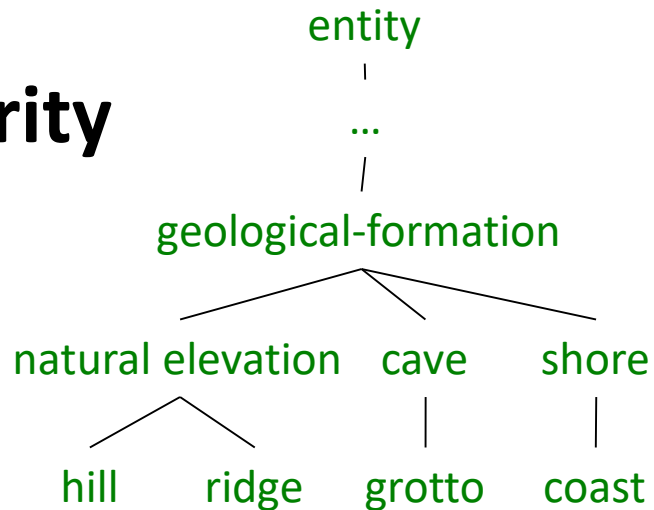 entity
rity
...
geological-formation
natural elevation cave shore
hill ridge grotto coast